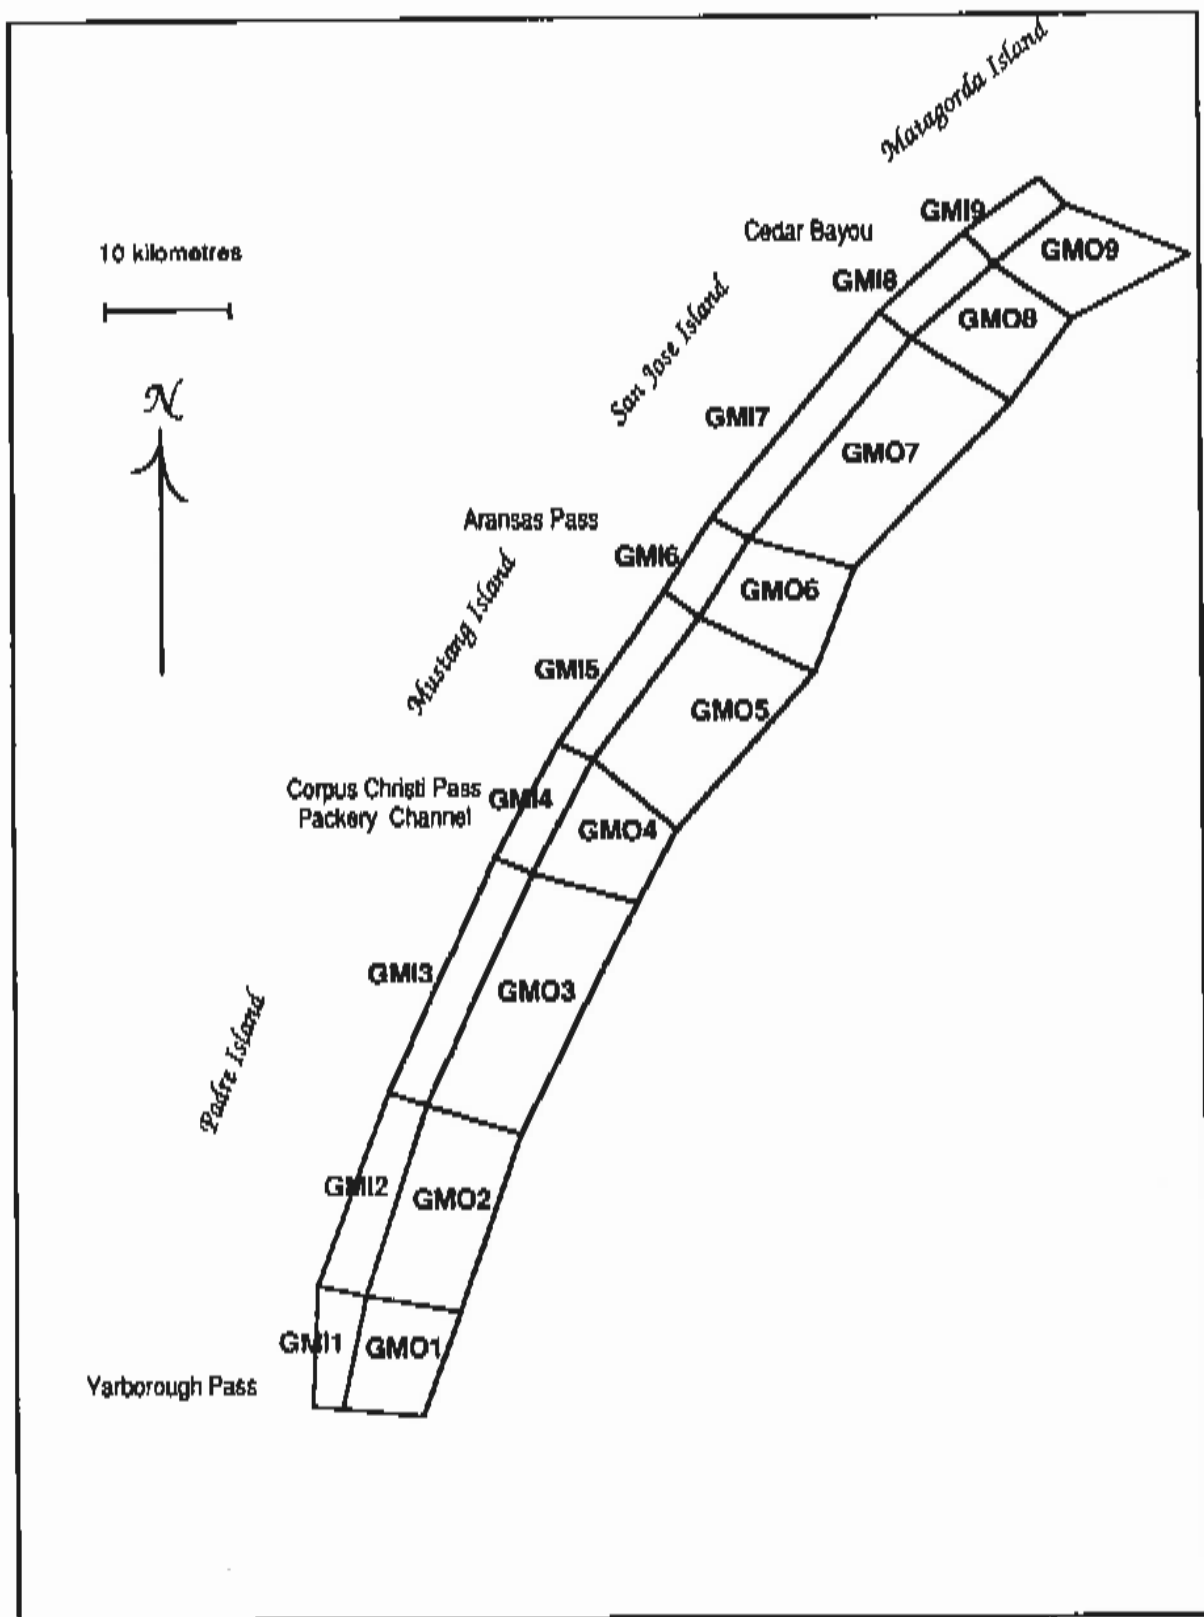 Matagorda Island
GMI9
Cedar Bayou
GMO9
10 kilometres
GMI8
San Jose Island
GMO8
N
GMI7
GMO7
Aransas Pass
GMI6
Mustang Island
GMO6
GMI5
GMO5
Corpus Christi Pass
Packery Channel
GMI4
GMO4
GMI3
GMO3
Padre Island
GMI2
GMO2
GMI1
GMO1
Yarborough Pass